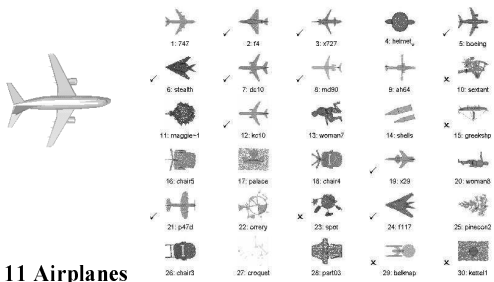 1: 747 2: f4 3: x727 4: helmet_ 5: boeing
6: stealth 7: dc10 8: md90 9: ah64 10: sextant
11: maggie~1 12: kc10 13: woman7 14: shells 15: greekshp
16: chair5 17: palace 18: chair4 19: x29 20: woman8
21: p47d 22: orrery 23: spot 24: f117 25: pinecon2
26: chair3 27: croquet 28: part03 29: balkmap 30: kettel1
11 Airplanes